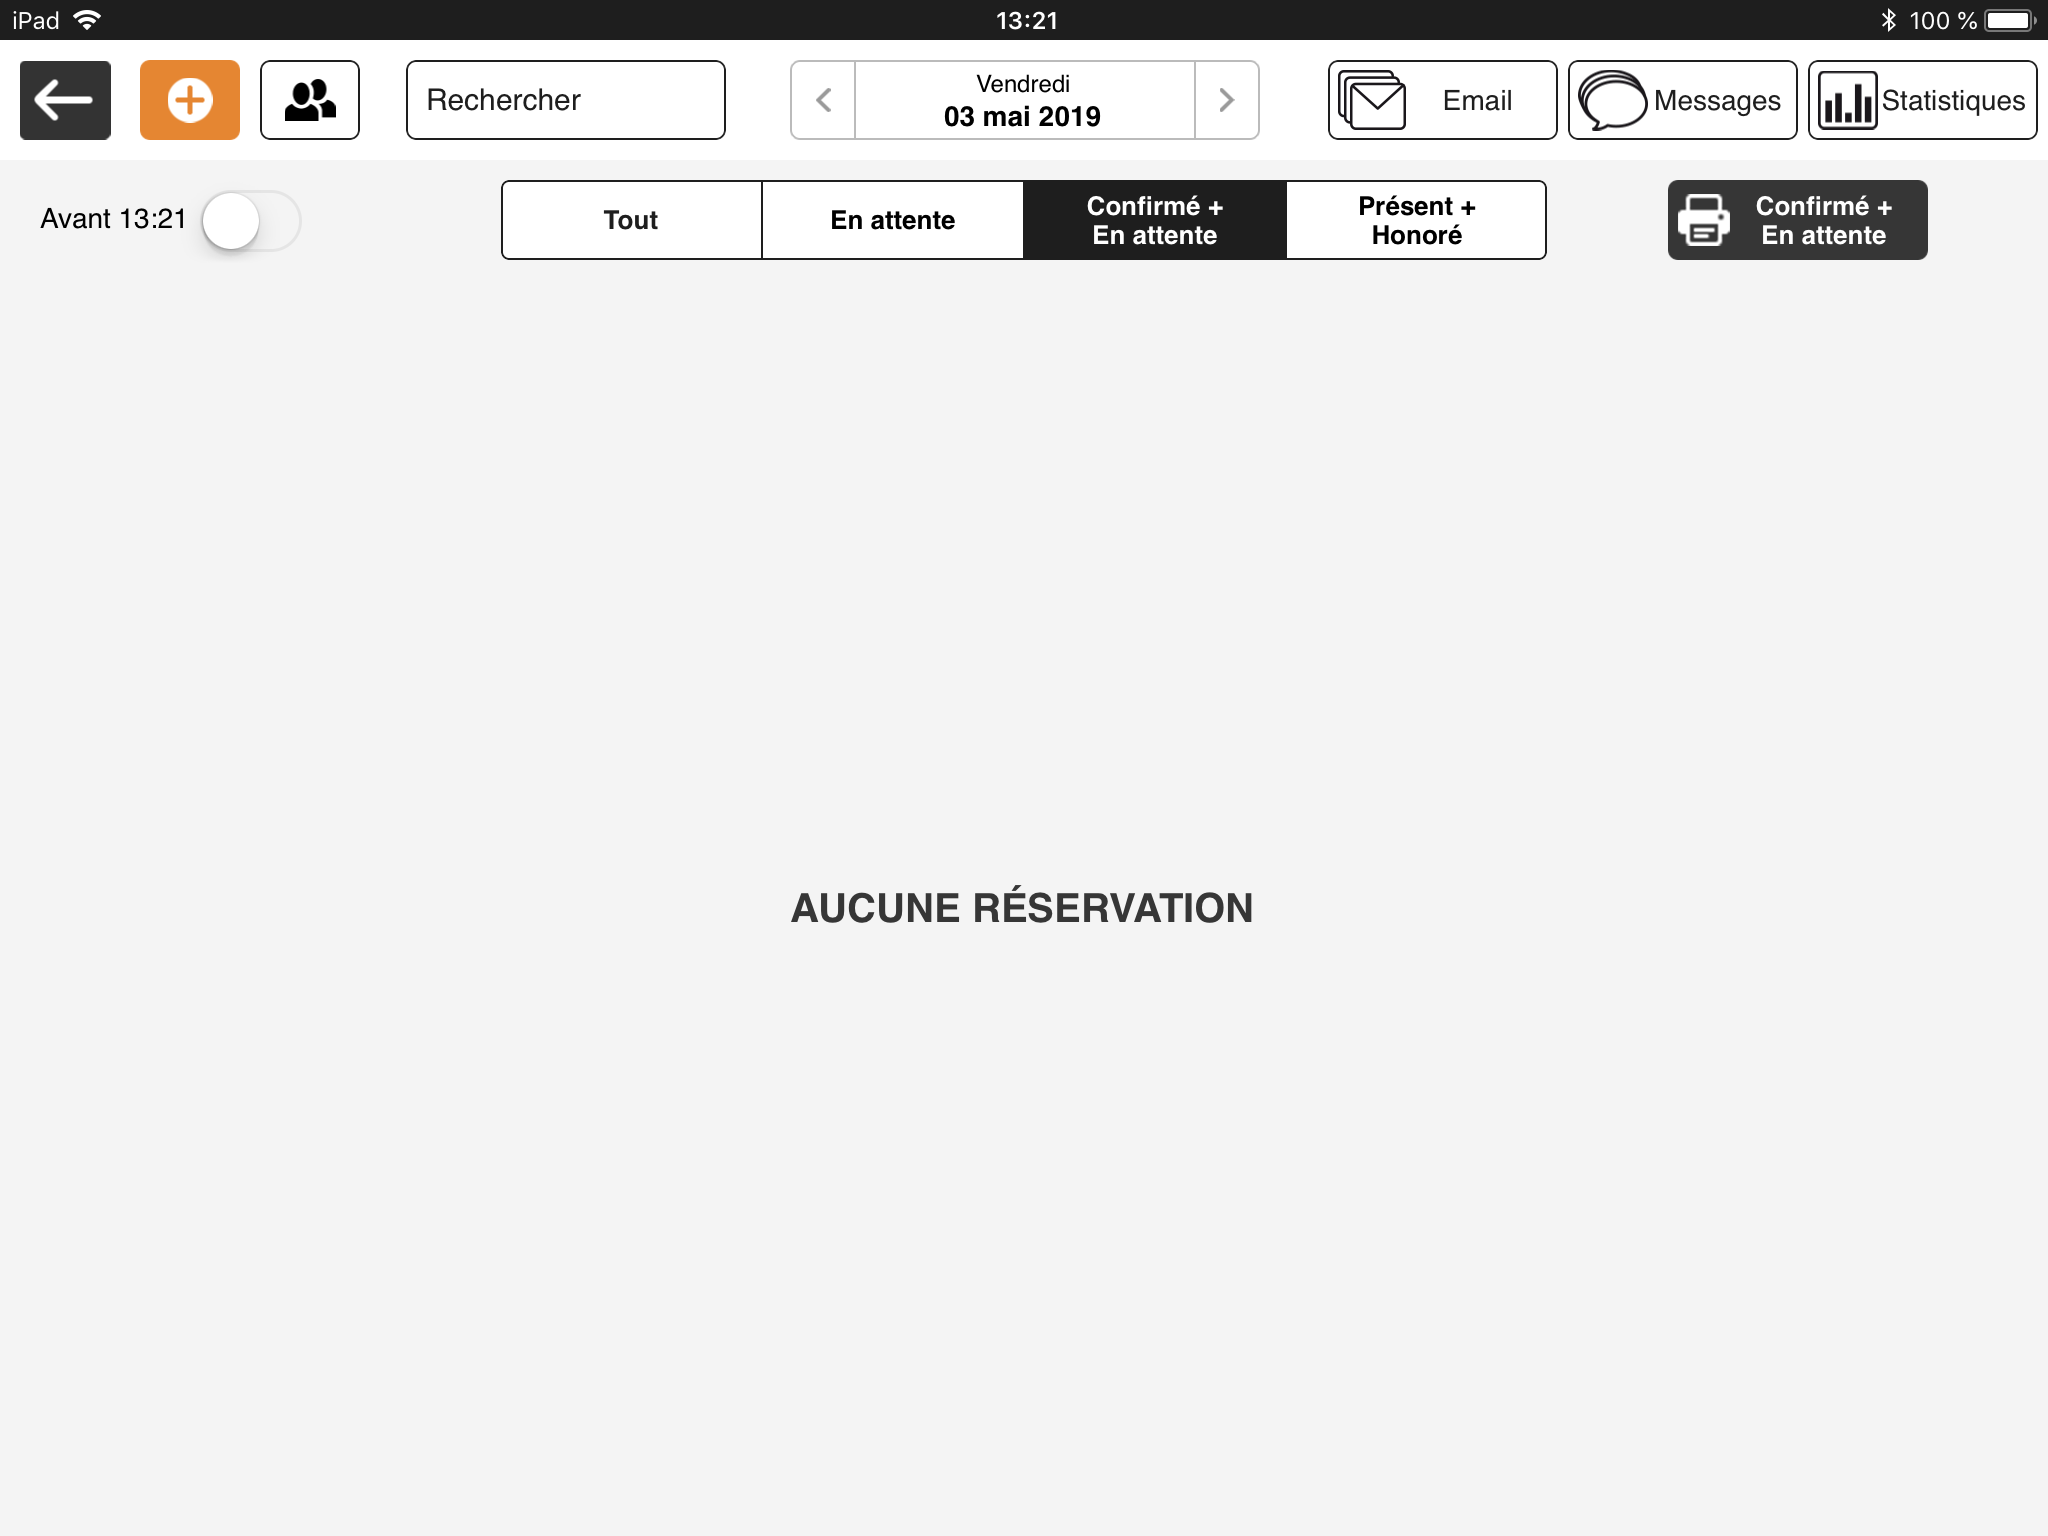 iPad
13:21
100 %
Rechercher
Vendredi
03 mai 2019
Email
Messages
Statistiques
Avant 13:21
Tout
En attente
Confirmé +
En attente
Présent +
Honoré
Confirmé +
En attente
AUCUNE RÉSERVATION